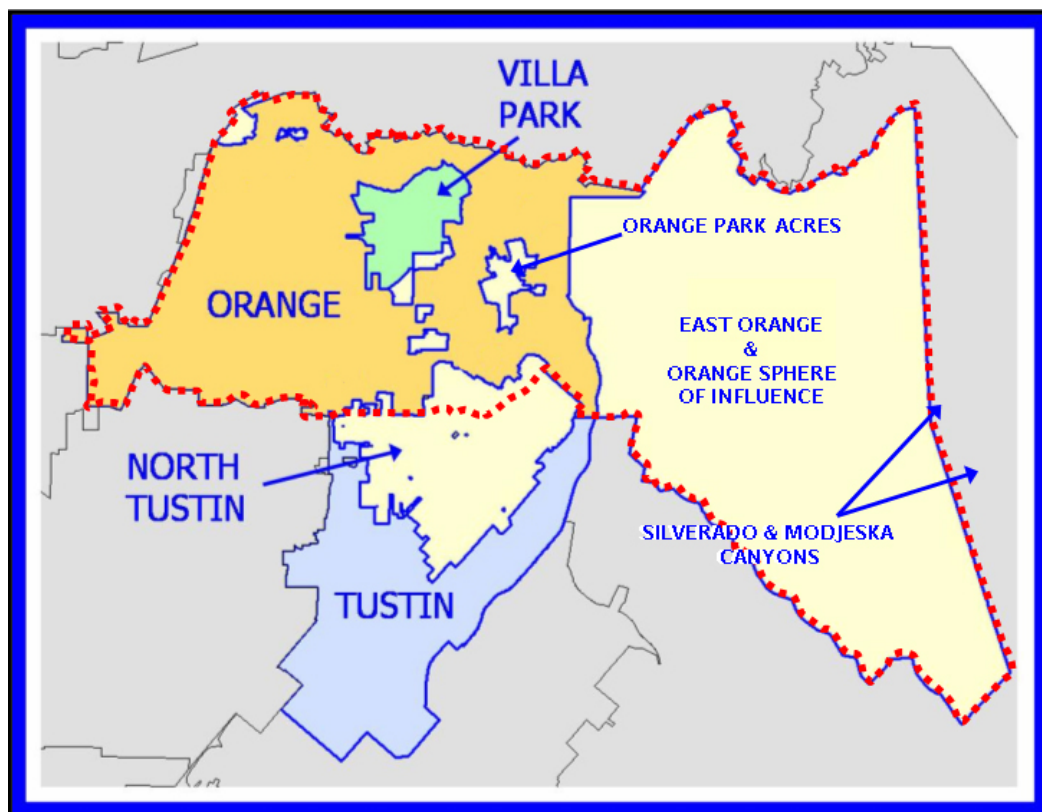 VILLA
PARK
ORANGE PARK ACRES
ORANGE
EAST ORANGE
&
ORANGE SPHERE
OF INFLUENCE
NORTH
TUSTIN
SILVERADO & MODJESKA
CANYONS
TUSTIN